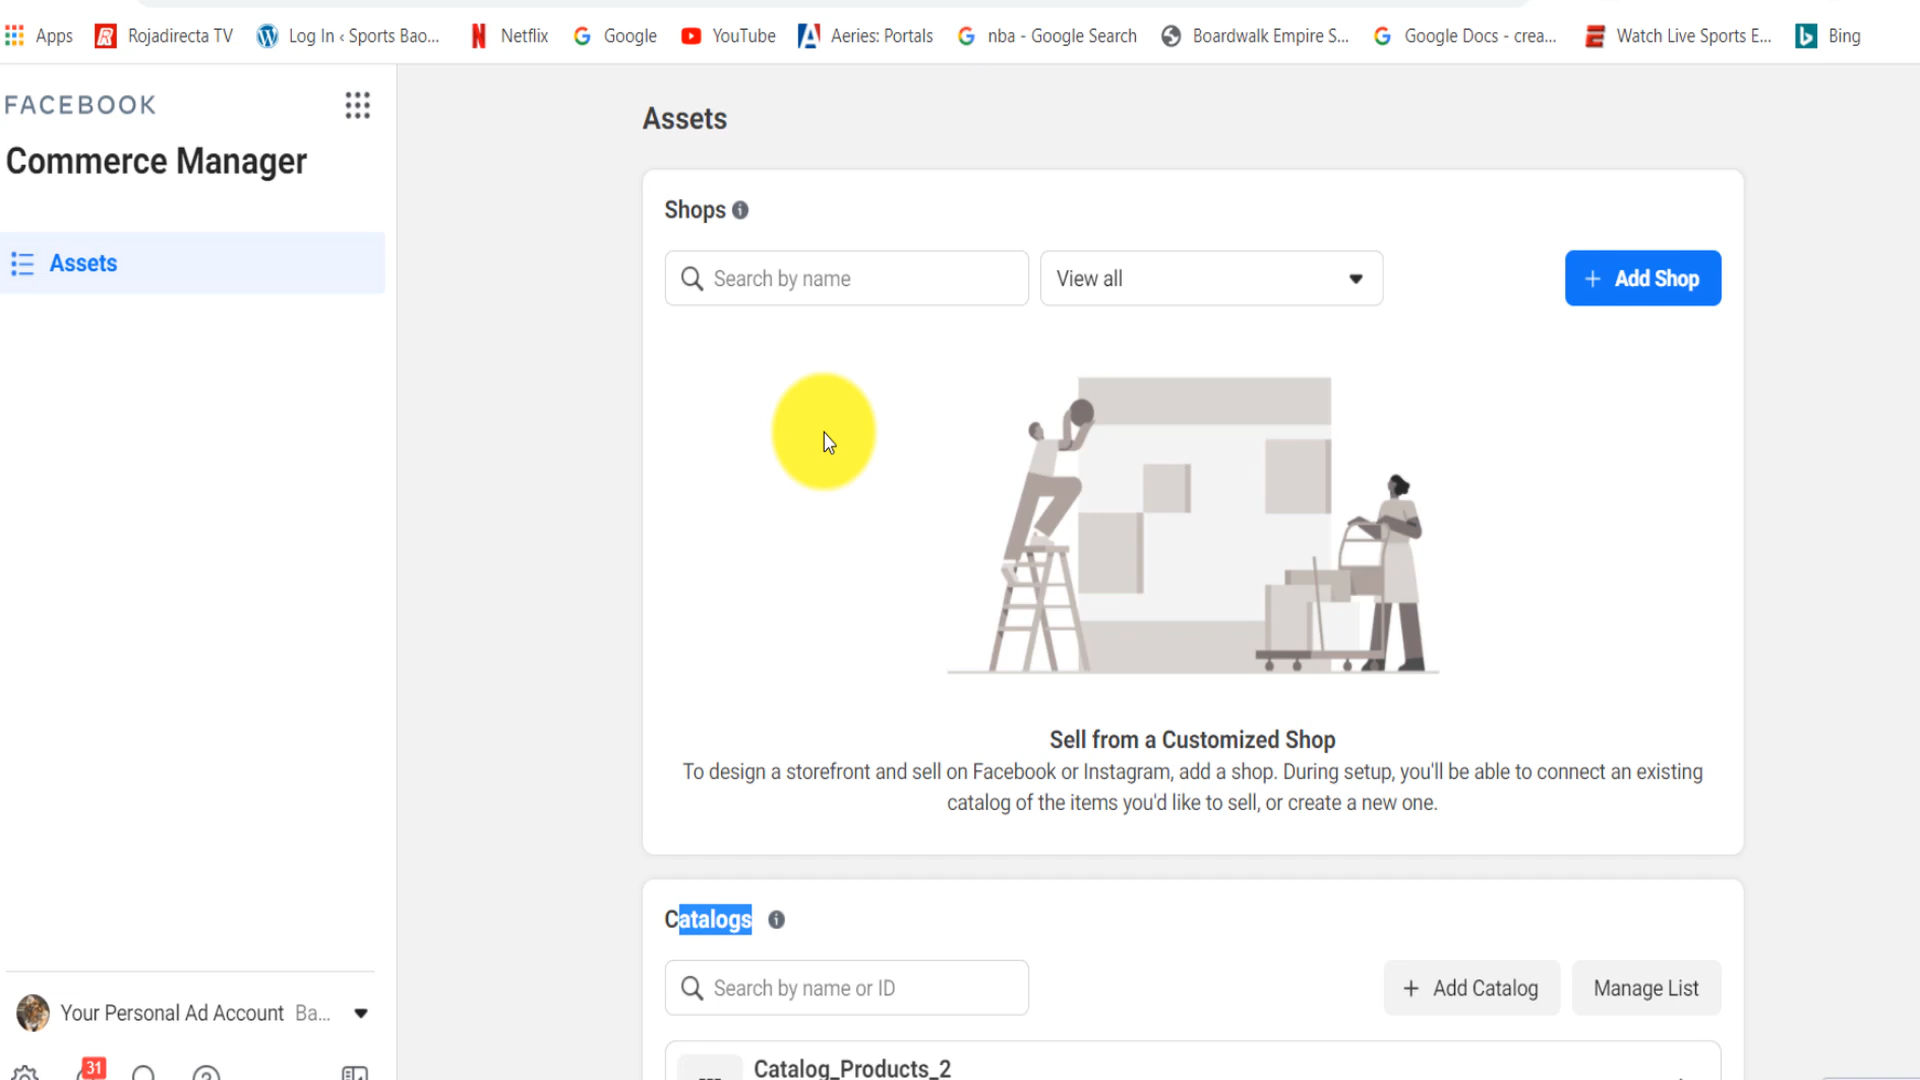 Apps Rojadirecta TV Log In ‹ Sports Bao... Netflix Google YouTube Aeries: Portals nba - Google Search Boardwalk Empire S... Google Docs - crea... Watch Live Sports E... Bing
FACEBOOK
Commerce Manager
Assets
Your Personal Ad Account Ba...
31
Assets
Shops
Search by name
View all
+ Add Shop
Sell from a Customized Shop
To design a storefront and sell on Facebook or Instagram, add a shop. During setup, you'll be able to connect an existing
catalog of the items you'd like to sell, or create a new one.
Catalogs
Search by name or ID
+ Add Catalog
Manage List
Catalog_Products_2